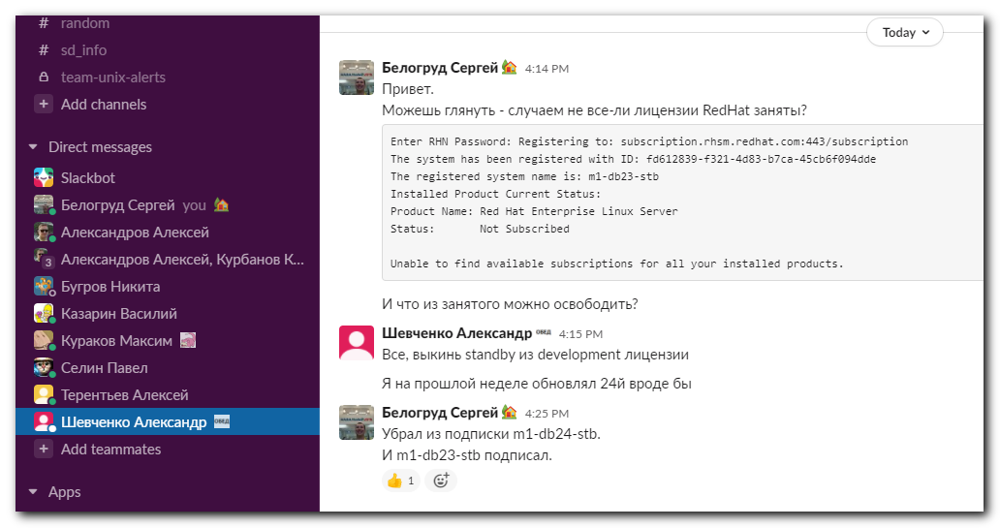 # random
# sd_info
team-unix-alerts
+ Add channels
Direct messages
Slackbot
Белогруд Сергей you
Александров Алексей
3 Александров Алексей, Курбанов К...
Бугров Никита
Казарин Василий
Кураков Максим
Селин Павел
Терентьев Алексей
Шевченко Александр ОБЕД
+ Add teammates
Apps
Today
Белогруд Сергей 4:14 PM
Привет.
Можешь глянуть - случаем не все-ли лицензии RedHat заняты?
Enter RHN Password: Registering to: subscription.rhsm.redhat.com:443/subscription
The system has been registered with ID: fd612839-f321-4d83-b7ca-45cb6f094dde
The registered system name is: m1-db23-stb
Installed Product Current Status:
Product Name: Red Hat Enterprise Linux Server
Status: Not Subscribed
Unable to find available subscriptions for all your installed products.
И что из занятого можно освободить?
Шевченко Александр ОБЕД 4:15 PM
Все, выкинь standby из development лицензии
Я на прошлой неделе обновлял 24й вроде бы
Белогруд Сергей 4:25 PM
Убрал из подписки m1-db24-stb.
И m1-db23-stb подписал.
1